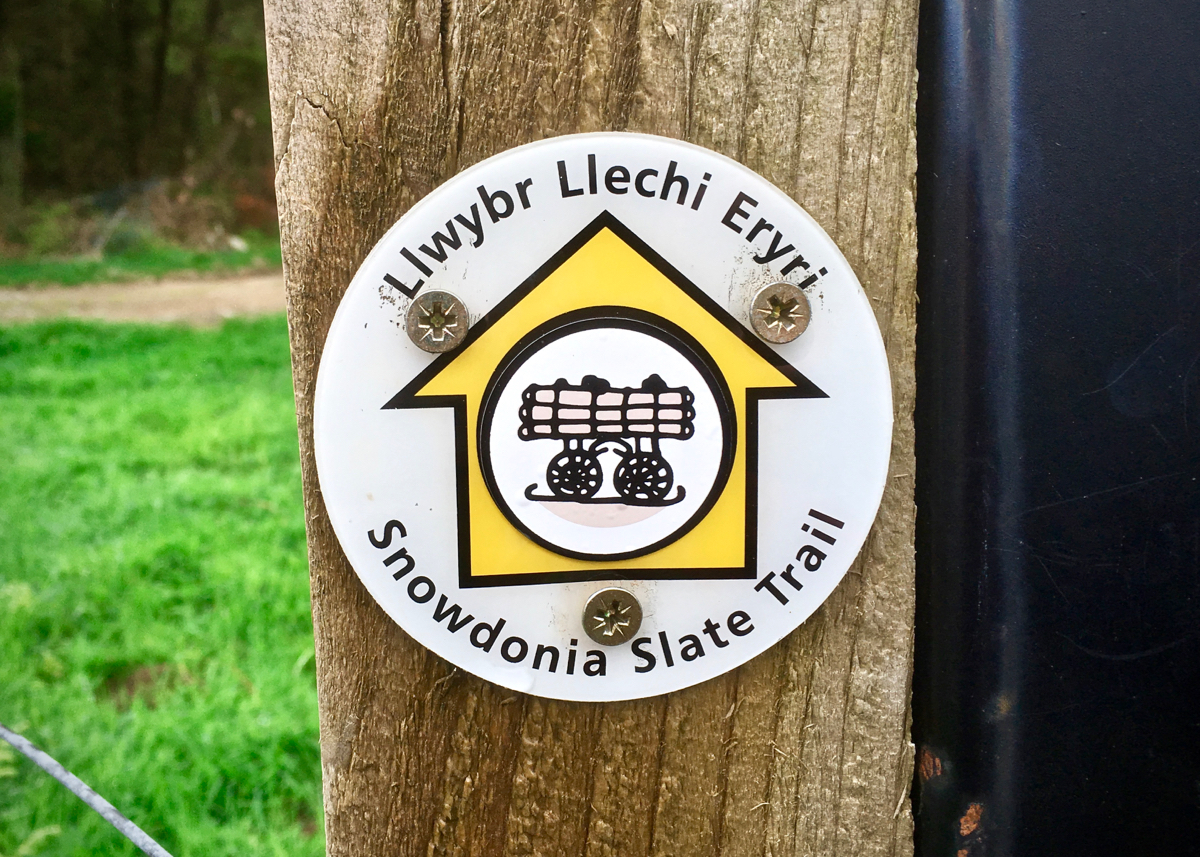 Llwybr Llechi Eryri
Snowdonia Slate Trail